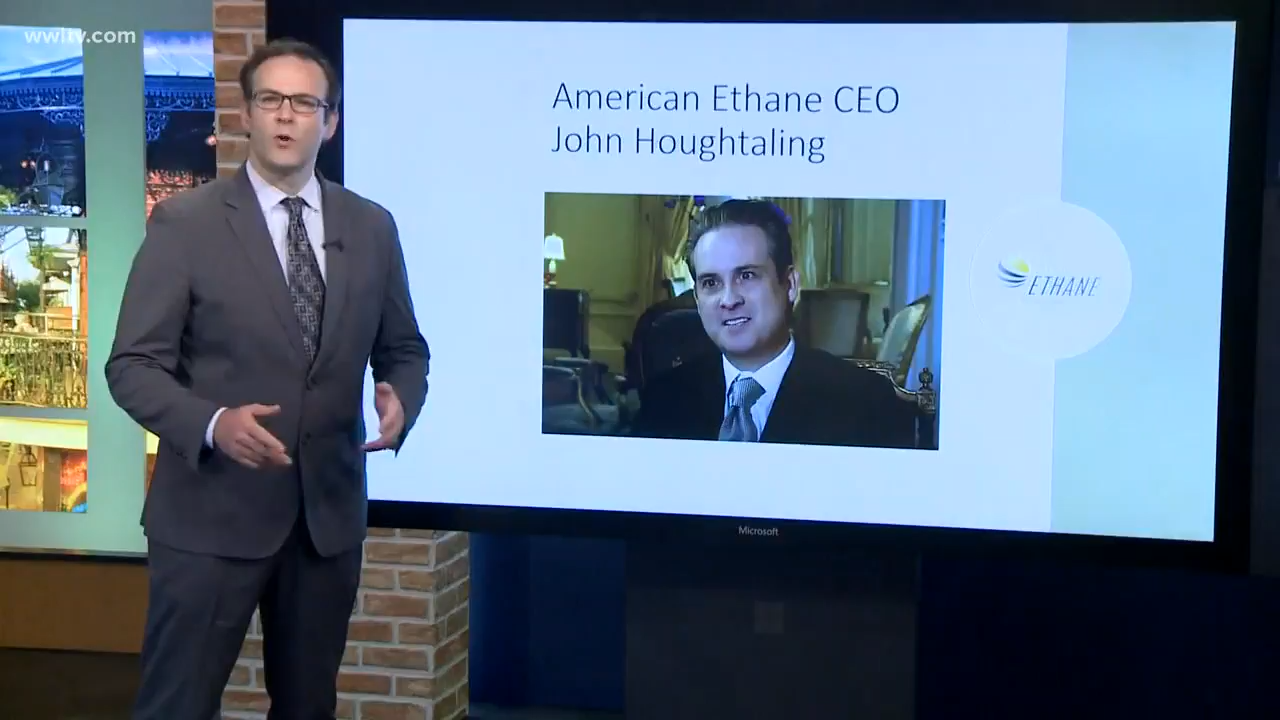 wwltv.com
American Ethane CEO
John Houghtaling
ETHANE
Microsoft